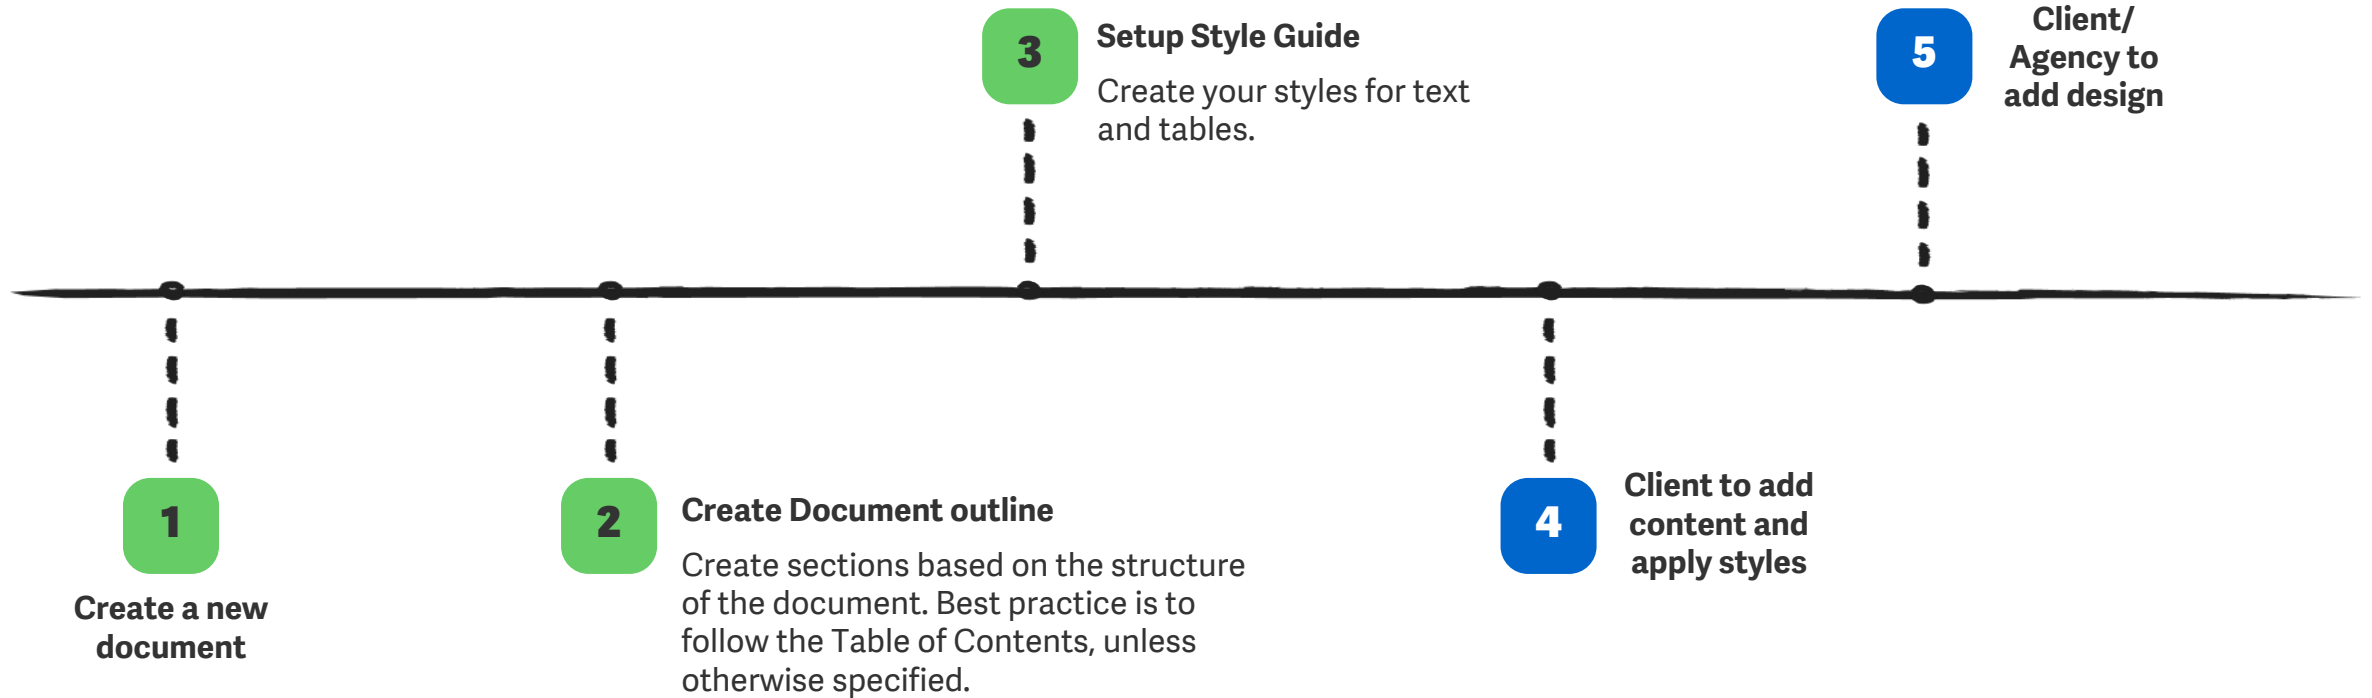 1
Create a new
document
2
Create Document outline
Create sections based on the structure
of the document. Best practice is to
follow the Table of Contents, unless
otherwise specified.
3
Setup Style Guide
Create your styles for text
and tables.
4
Client to add
content and
apply styles
5
Client/
Agency to
add design